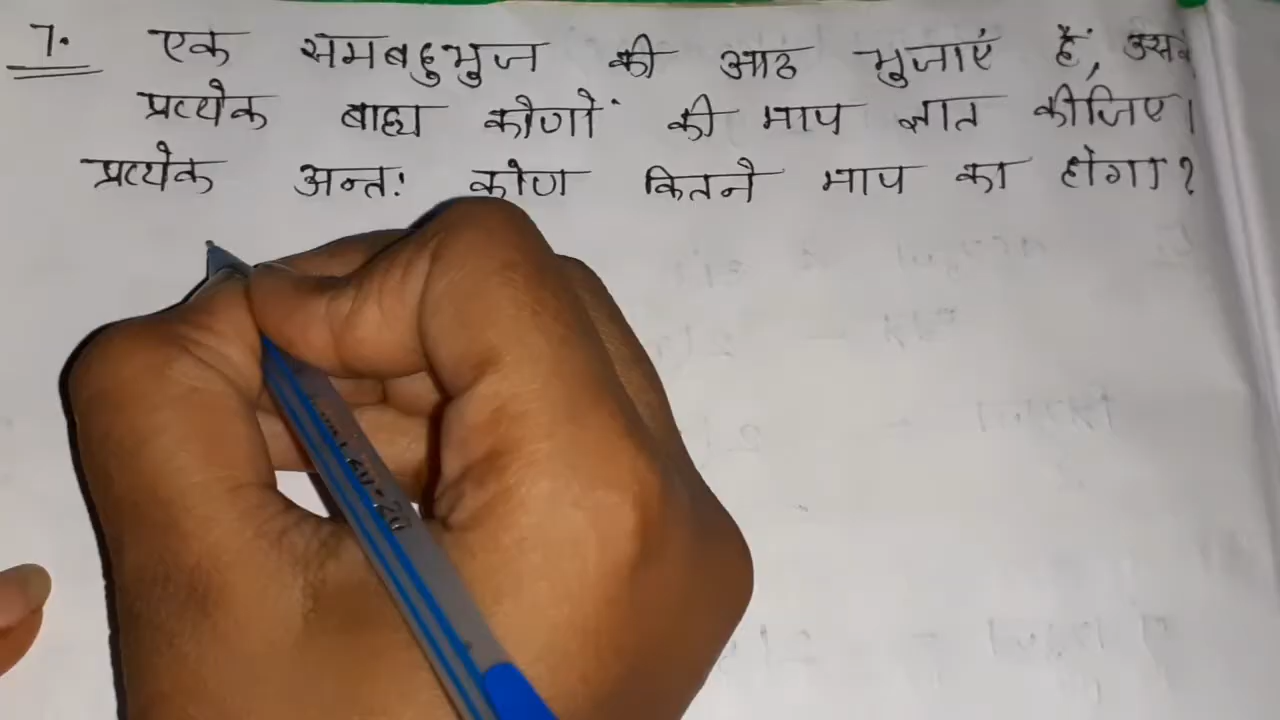 7. एक समबहुभुज की आठ भुजाएं हैं, उसके
प्रत्येक बाह्य कोणों की माप ज्ञात कीजिए।
प्रत्येक अन्तः कोण कितने माप का होगा?